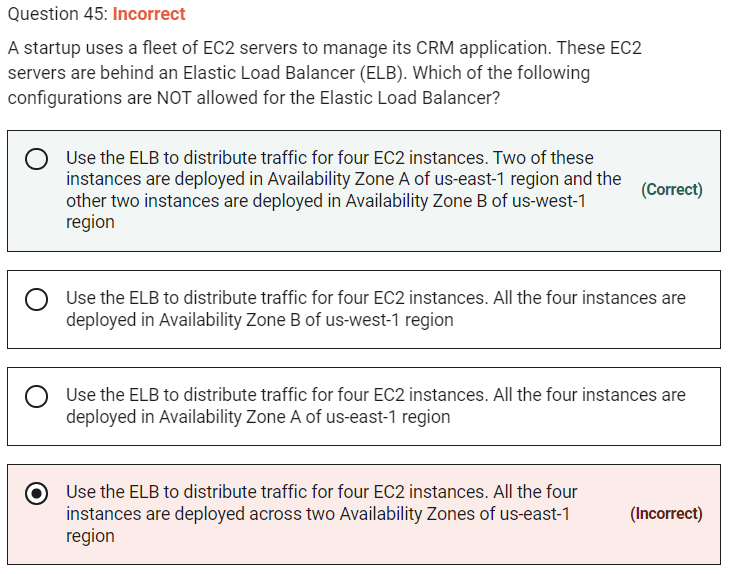 Question 45: Incorrect
A startup uses a fleet of EC2 servers to manage its CRM application. These EC2
servers are behind an Elastic Load Balancer (ELB). Which of the following
configurations are NOT allowed for the Elastic Load Balancer?
Use the ELB to distribute traffic for four EC2 instances. Two of these
instances are deployed in Availability Zone A of us-east-1 region and the
other two instances are deployed in Availability Zone B of us-west-1
region
(Correct)
Use the ELB to distribute traffic for four EC2 instances. All the four instances are
deployed in Availability Zone B of us-west-1 region
Use the ELB to distribute traffic for four EC2 instances. All the four instances are
deployed in Availability Zone A of us-east-1 region
Use the ELB to distribute traffic for four EC2 instances. All the four
instances are deployed across two Availability Zones of us-east-1
region
(Incorrect)